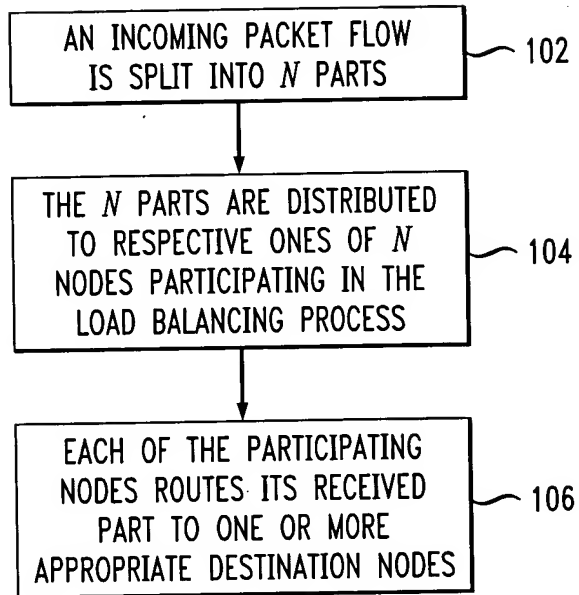 AN INCOMING PACKET FLOW
IS SPLIT INTO N PARTS
102
THE N PARTS ARE DISTRIBUTED
TO RESPECTIVE ONES OF N
NODES PARTICIPATING IN THE
LOAD BALANCING PROCESS
104
EACH OF THE PARTICIPATING
NODES ROUTES ITS RECEIVED
PART TO ONE OR MORE
APPROPRIATE DESTINATION NODES
106